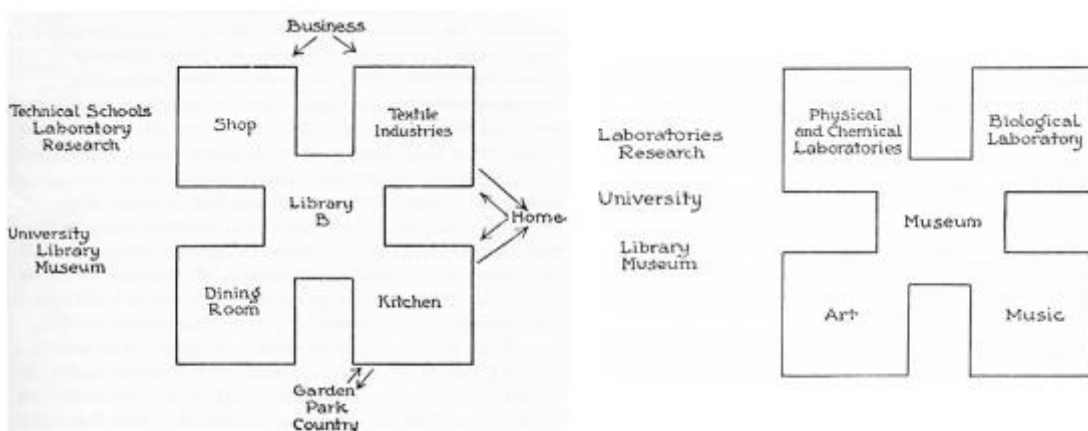 Business
Technical Schools
Laboratory
Research
Shop
Textile
Industries
Library
B
Home
University
Library
Museum
Dining
Room
Kitchen
Garden
Park
Country
Laboratories
Research
Physical
and Chemical
Laboratories
Biological
Laboratory
University
Museum
Library
Museum
Art
Music